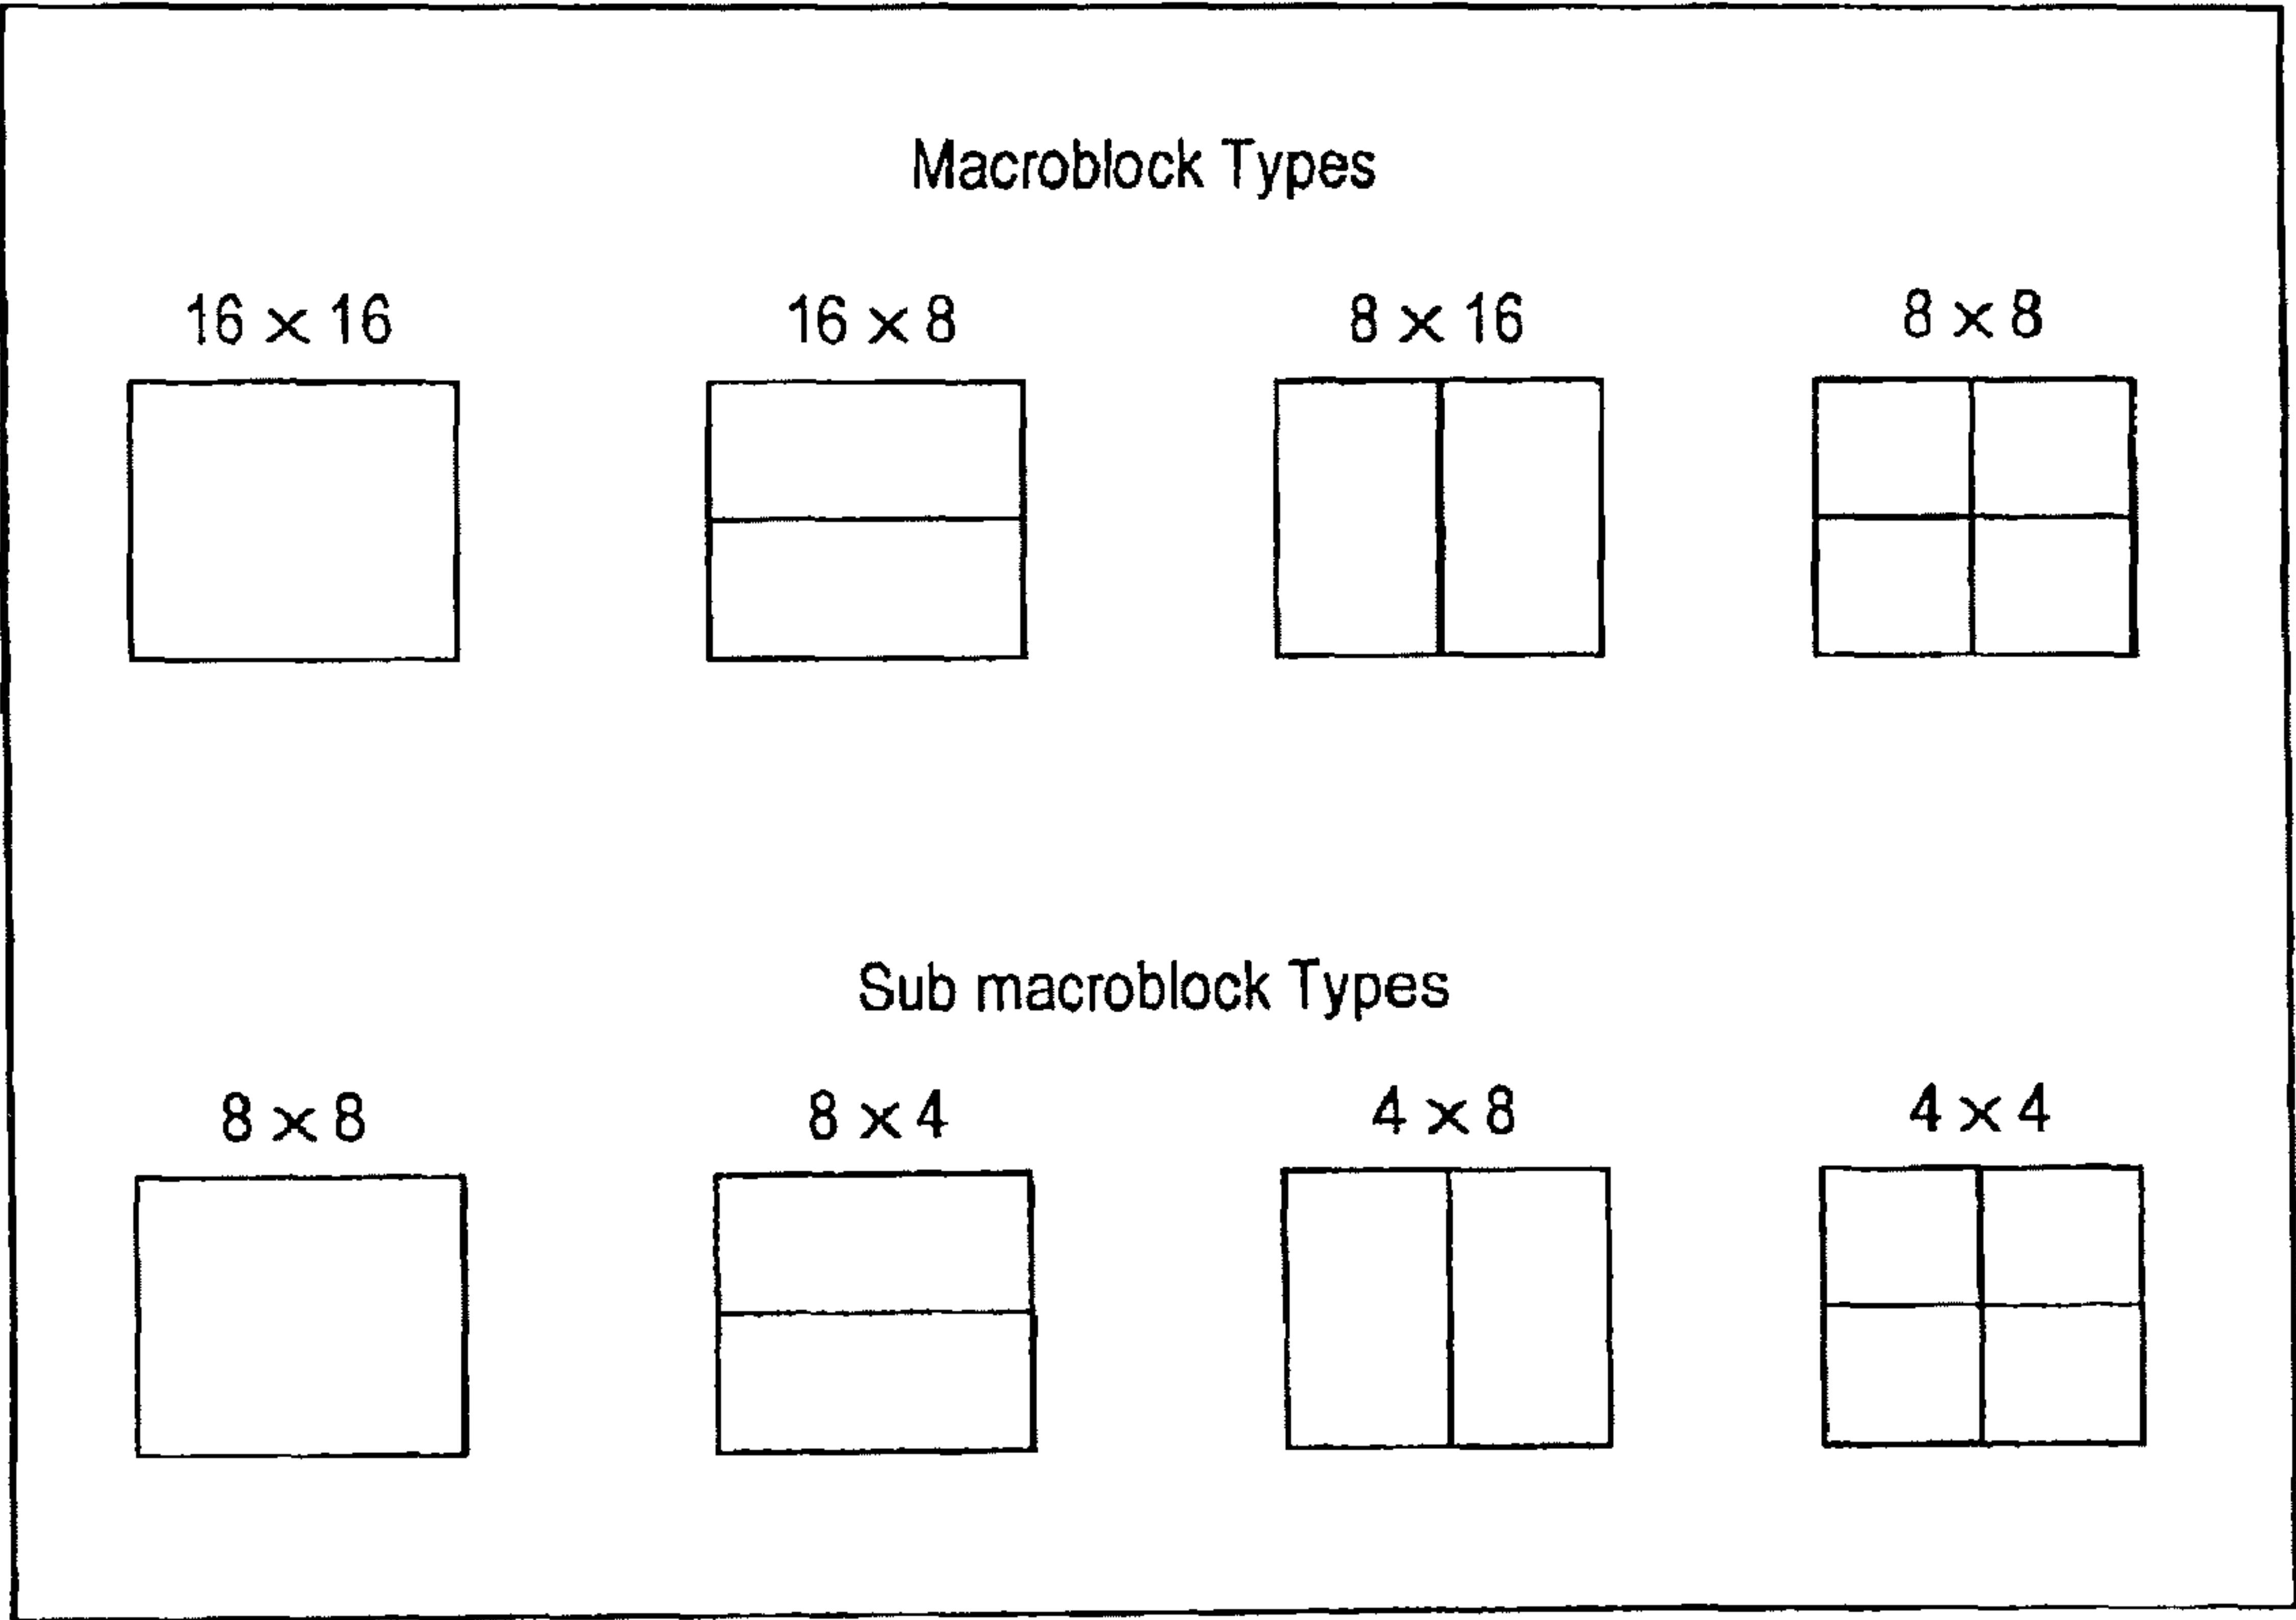 Macroblock Types
16 × 16 16 × 8 8 × 16 8 × 8
Sub macroblock Types
8 × 8 8 × 4 4 × 8 4 × 4